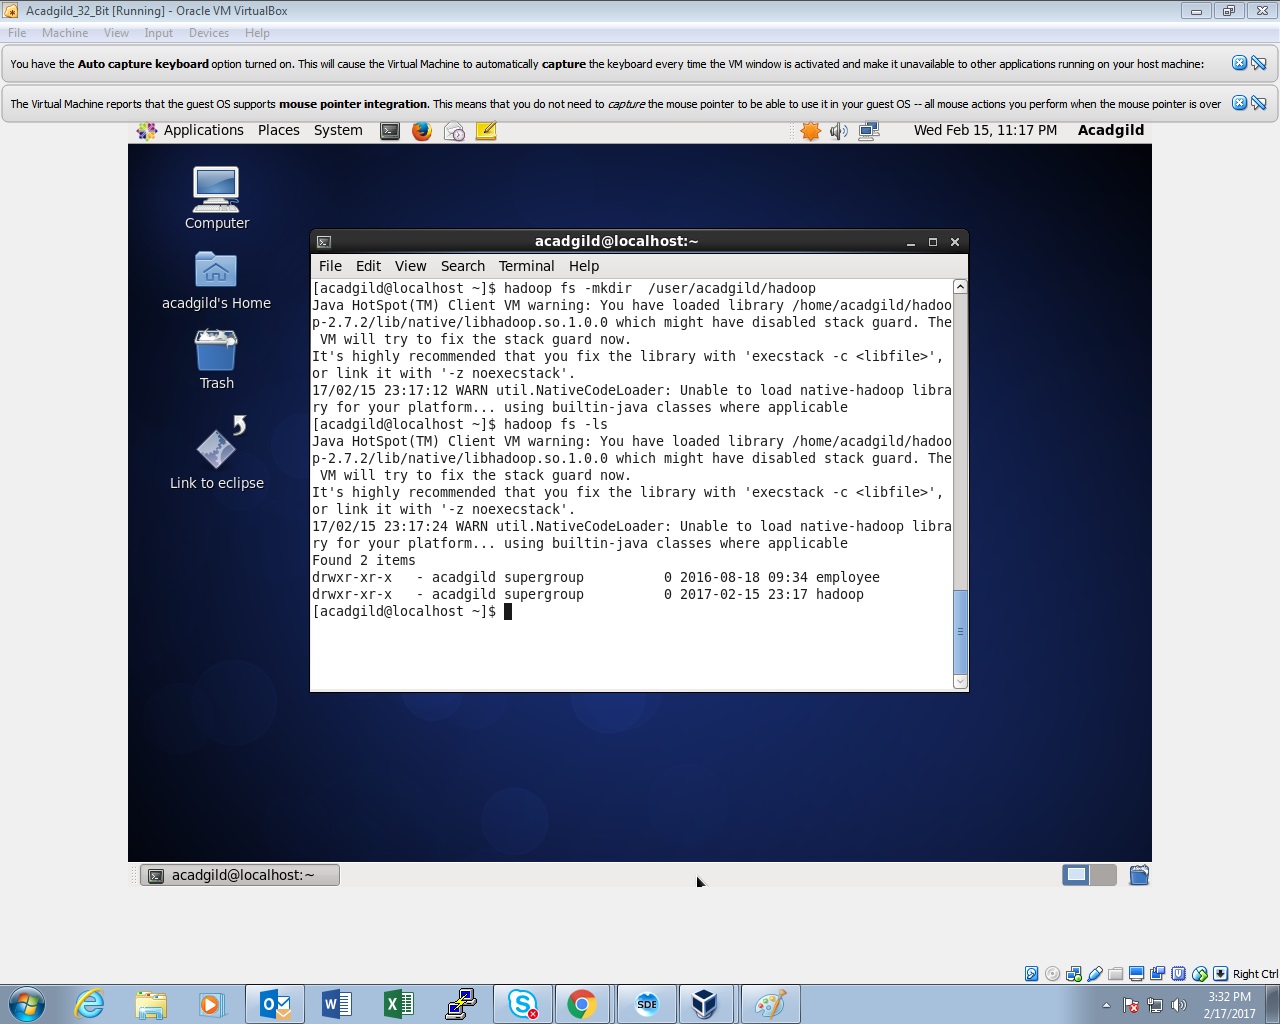 Acadgild_32_Bit [Running] - Oracle VM VirtualBox
File Machine View Input Devices Help
You have the Auto capture keyboard option turned on. This will cause the Virtual Machine to automatically capture the keyboard every time the VM window is activated and make it unavailable to other applications running on your host machine:
The Virtual Machine reports that the guest OS supports mouse pointer integration. This means that you do not need to capture the mouse pointer to be able to use it in your guest OS -- all mouse actions you perform when the mouse pointer is over
Applications Places System Wed Feb 15, 11:17 PM Acadgild
Computer
acadgild's Home
Trash
Link to eclipse
acadgild@localhost:~
File Edit View Search Terminal Help
[acadgild@localhost ~]$ hadoop fs -mkdir  /user/acadgild/hadoop
Java HotSpot(TM) Client VM warning: You have loaded library /home/acadgild/hadoo
p-2.7.2/lib/native/libhadoop.so.1.0.0 which might have disabled stack guard. The
 VM will try to fix the stack guard now.
It's highly recommended that you fix the library with 'execstack -c <libfile>',
or link it with '-z noexecstack'.
17/02/15 23:17:12 WARN util.NativeCodeLoader: Unable to load native-hadoop libra
ry for your platform... using builtin-java classes where applicable
[acadgild@localhost ~]$ hadoop fs -ls
Java HotSpot(TM) Client VM warning: You have loaded library /home/acadgild/hadoo
p-2.7.2/lib/native/libhadoop.so.1.0.0 which might have disabled stack guard. The
 VM will try to fix the stack guard now.
It's highly recommended that you fix the library with 'execstack -c <libfile>',
or link it with '-z noexecstack'.
17/02/15 23:17:24 WARN util.NativeCodeLoader: Unable to load native-hadoop libra
ry for your platform... using builtin-java classes where applicable
Found 2 items
drwxr-xr-x   - acadgild supergroup          0 2016-08-18 09:34 employee
drwxr-xr-x   - acadgild supergroup          0 2017-02-15 23:17 hadoop
[acadgild@localhost ~]$
acadgild@localhost:~
Right Ctrl
SDE
3:32 PM
2/17/2017